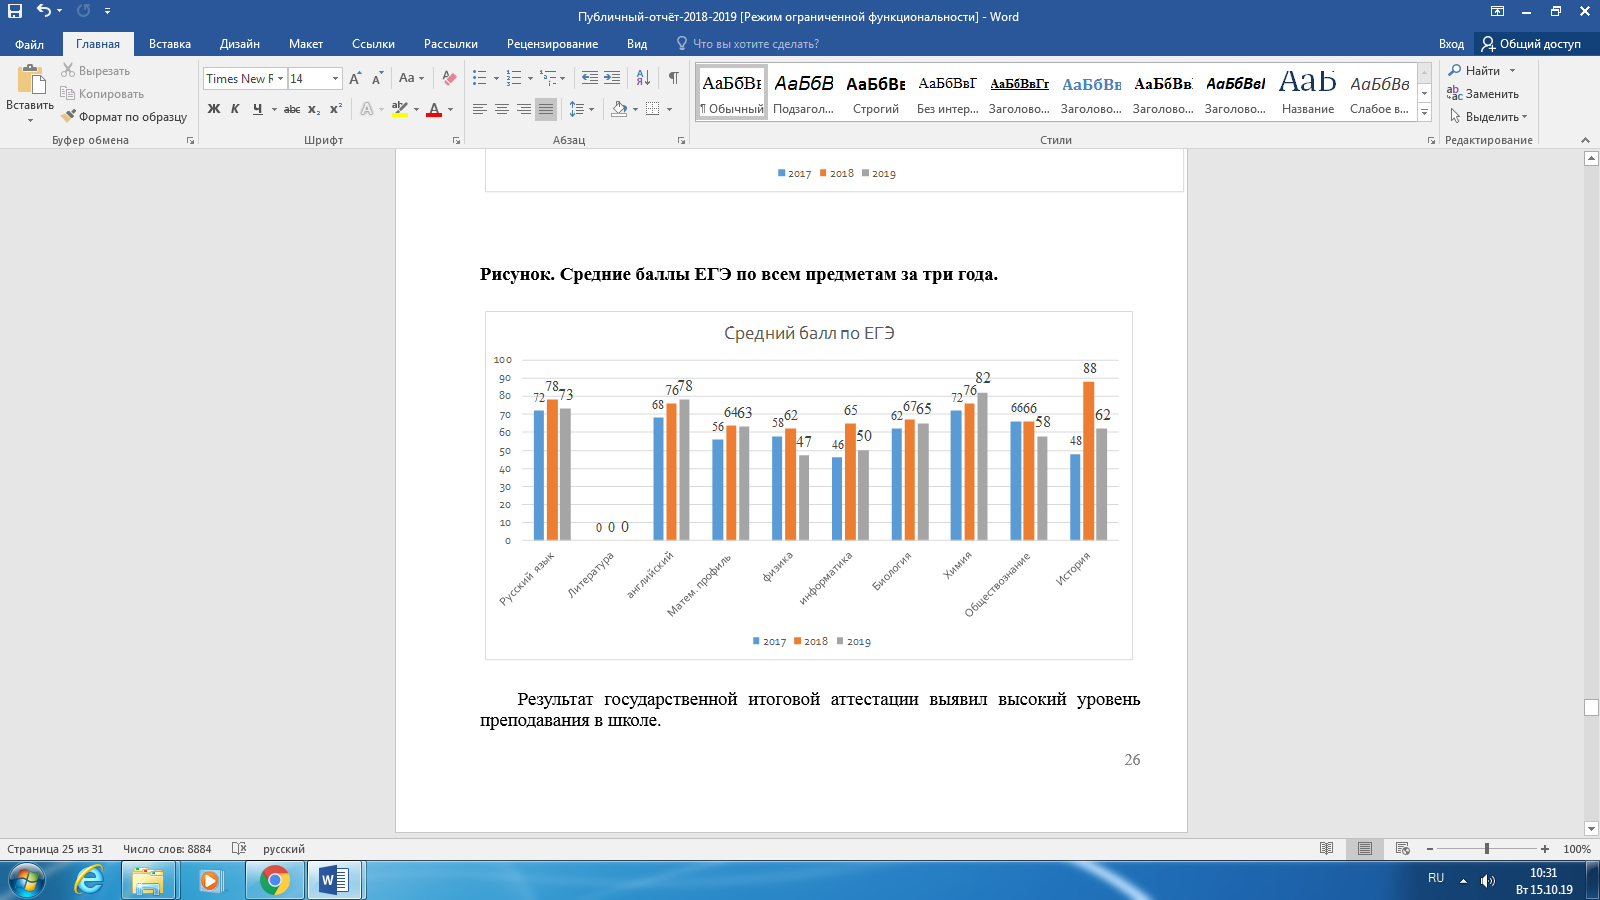 Публичный-отчёт-2018-2019 [Режим ограниченной функциональности] - Word
Файл Главная Вставка Дизайн Макет Ссылки Рассылки Рецензирование Вид Что вы хотите сделать? Вход Общий доступ
Вставить
Вырезать
Копировать
Формат по образцу
Буфер обмена
Times New R 14
Ж К Ч abc x₂ x²
Шрифт
Абзац
АаБбВвГ
¶ Обычный Подзагол... Строгий Без интер... Заголово... Заголово... Заголово... Заголово... Название Слабое в...
Стили
Найти
Заменить
Выделить
Редактирование
2017 2018 2019
Рисунок. Средние баллы ЕГЭ по всем предметам за три года.
Средний балл по ЕГЭ
100
90
80
70
60
50
40
30
20
10
0
72 78 73
0 0 0
68 76 78
56 64 63
58 62 47
46 65 50
62 67 65
72 76 82
66 66 58
48 88 62
Русский язык
Литература
английский
Матем. профиль
физика
информатика
Биология
Химия
Обществознание
История
2017 2018 2019
Результат государственной итоговой аттестации выявил высокий уровень
преподавания в школе.
26
Страница 25 из 31 Число слов: 8884 русский 100%
RU
10:31
Вт 15.10.19